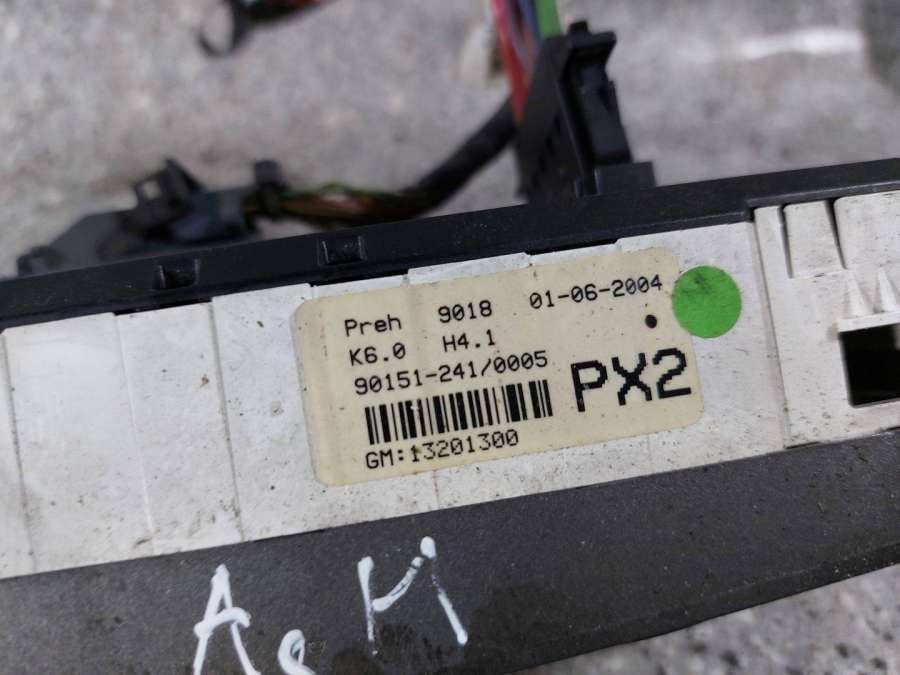 Preh 9018 01-06-2004
K6.0 H4.1
90151-241/0005
PX2
GM:13201300